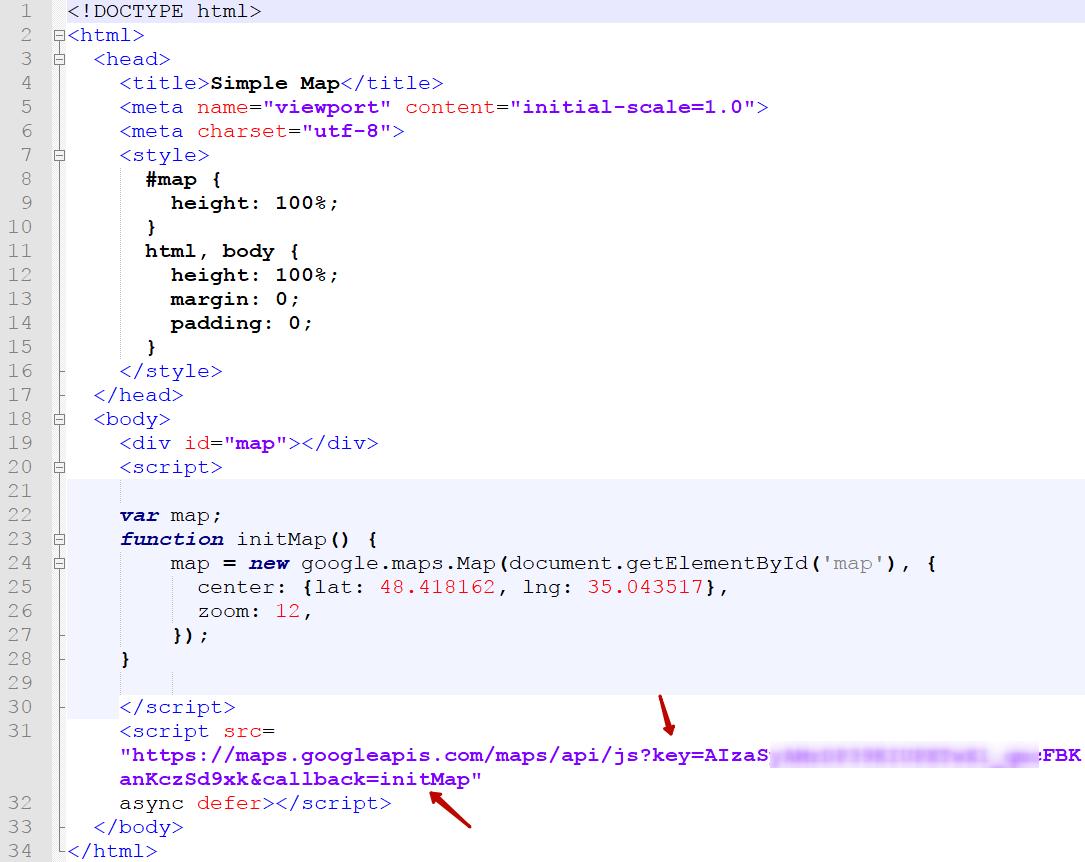 1 <!DOCTYPE html>
2 <html>
3 <head>
4 <title>Simple Map</title>
5 <meta name="viewport" content="initial-scale=1.0">
6 <meta charset="utf-8">
7 <style>
8 #map {
9 height: 100%;
10 }
11 html, body {
12 height: 100%;
13 margin: 0;
14 padding: 0;
15 }
16 </style>
17 </head>
18 <body>
19 <div id="map"></div>
20 <script>
21
22 var map;
23 function initMap() {
24 map = new google.maps.Map(document.getElementById('map'), {
25 center: {lat: 48.418162, lng: 35.043517},
26 zoom: 12,
27 });
28 }
29
30 </script>
31 <script src=
"https://maps.googleapis.com/maps/api/js?key=AIzaS FBK
anKczSd9xk&callback=initMap"
32 async defer></script>
33 </body>
34 </html>